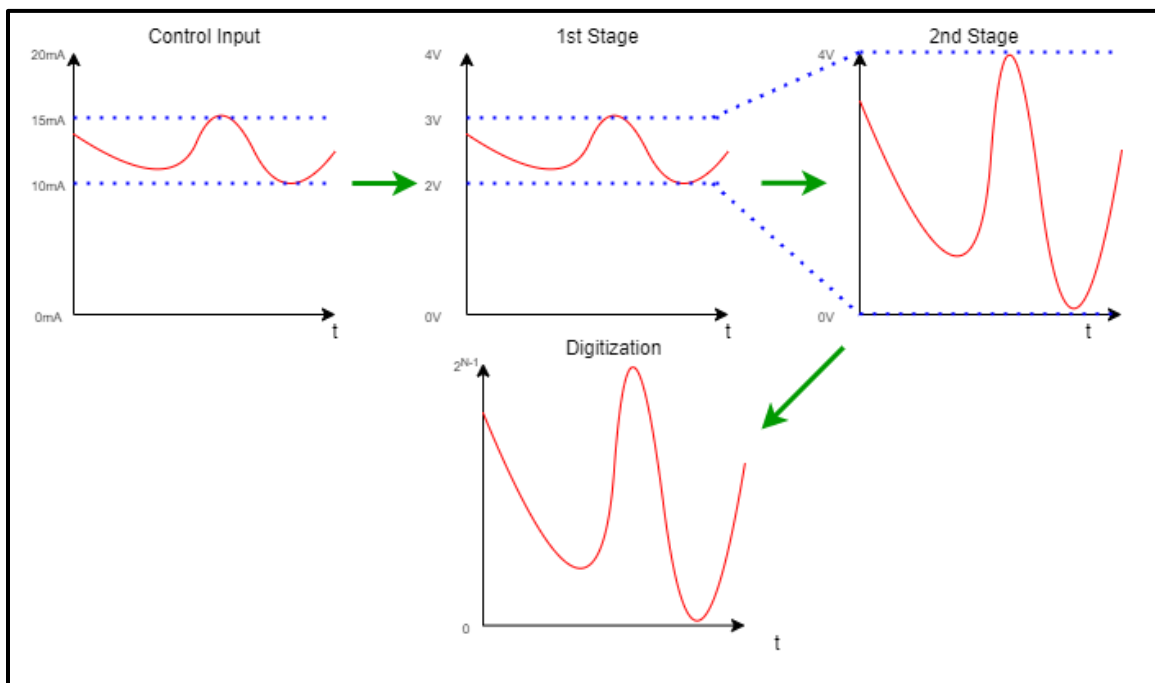 Control Input
20mA
15mA
10mA
0mA
t
1st Stage
4V
3V
2V
0V
t
2nd Stage
4V
0V
t
Digitization
2^N-1
0
t